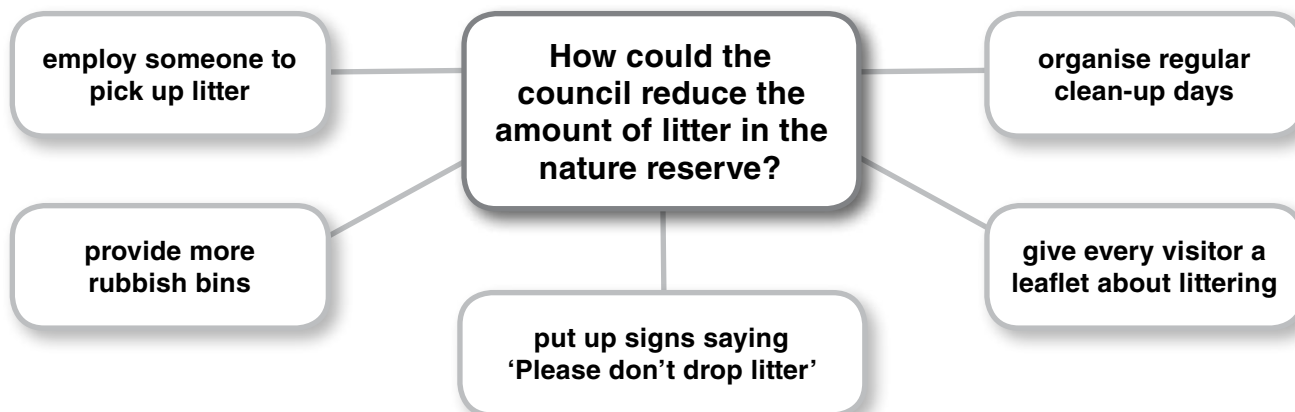 employ someone to
pick up litter
How could the
council reduce the
amount of litter in the
nature reserve?
organise regular
clean-up days
provide more
rubbish bins
give every visitor a
leaflet about littering
put up signs saying
‘Please don’t drop litter’